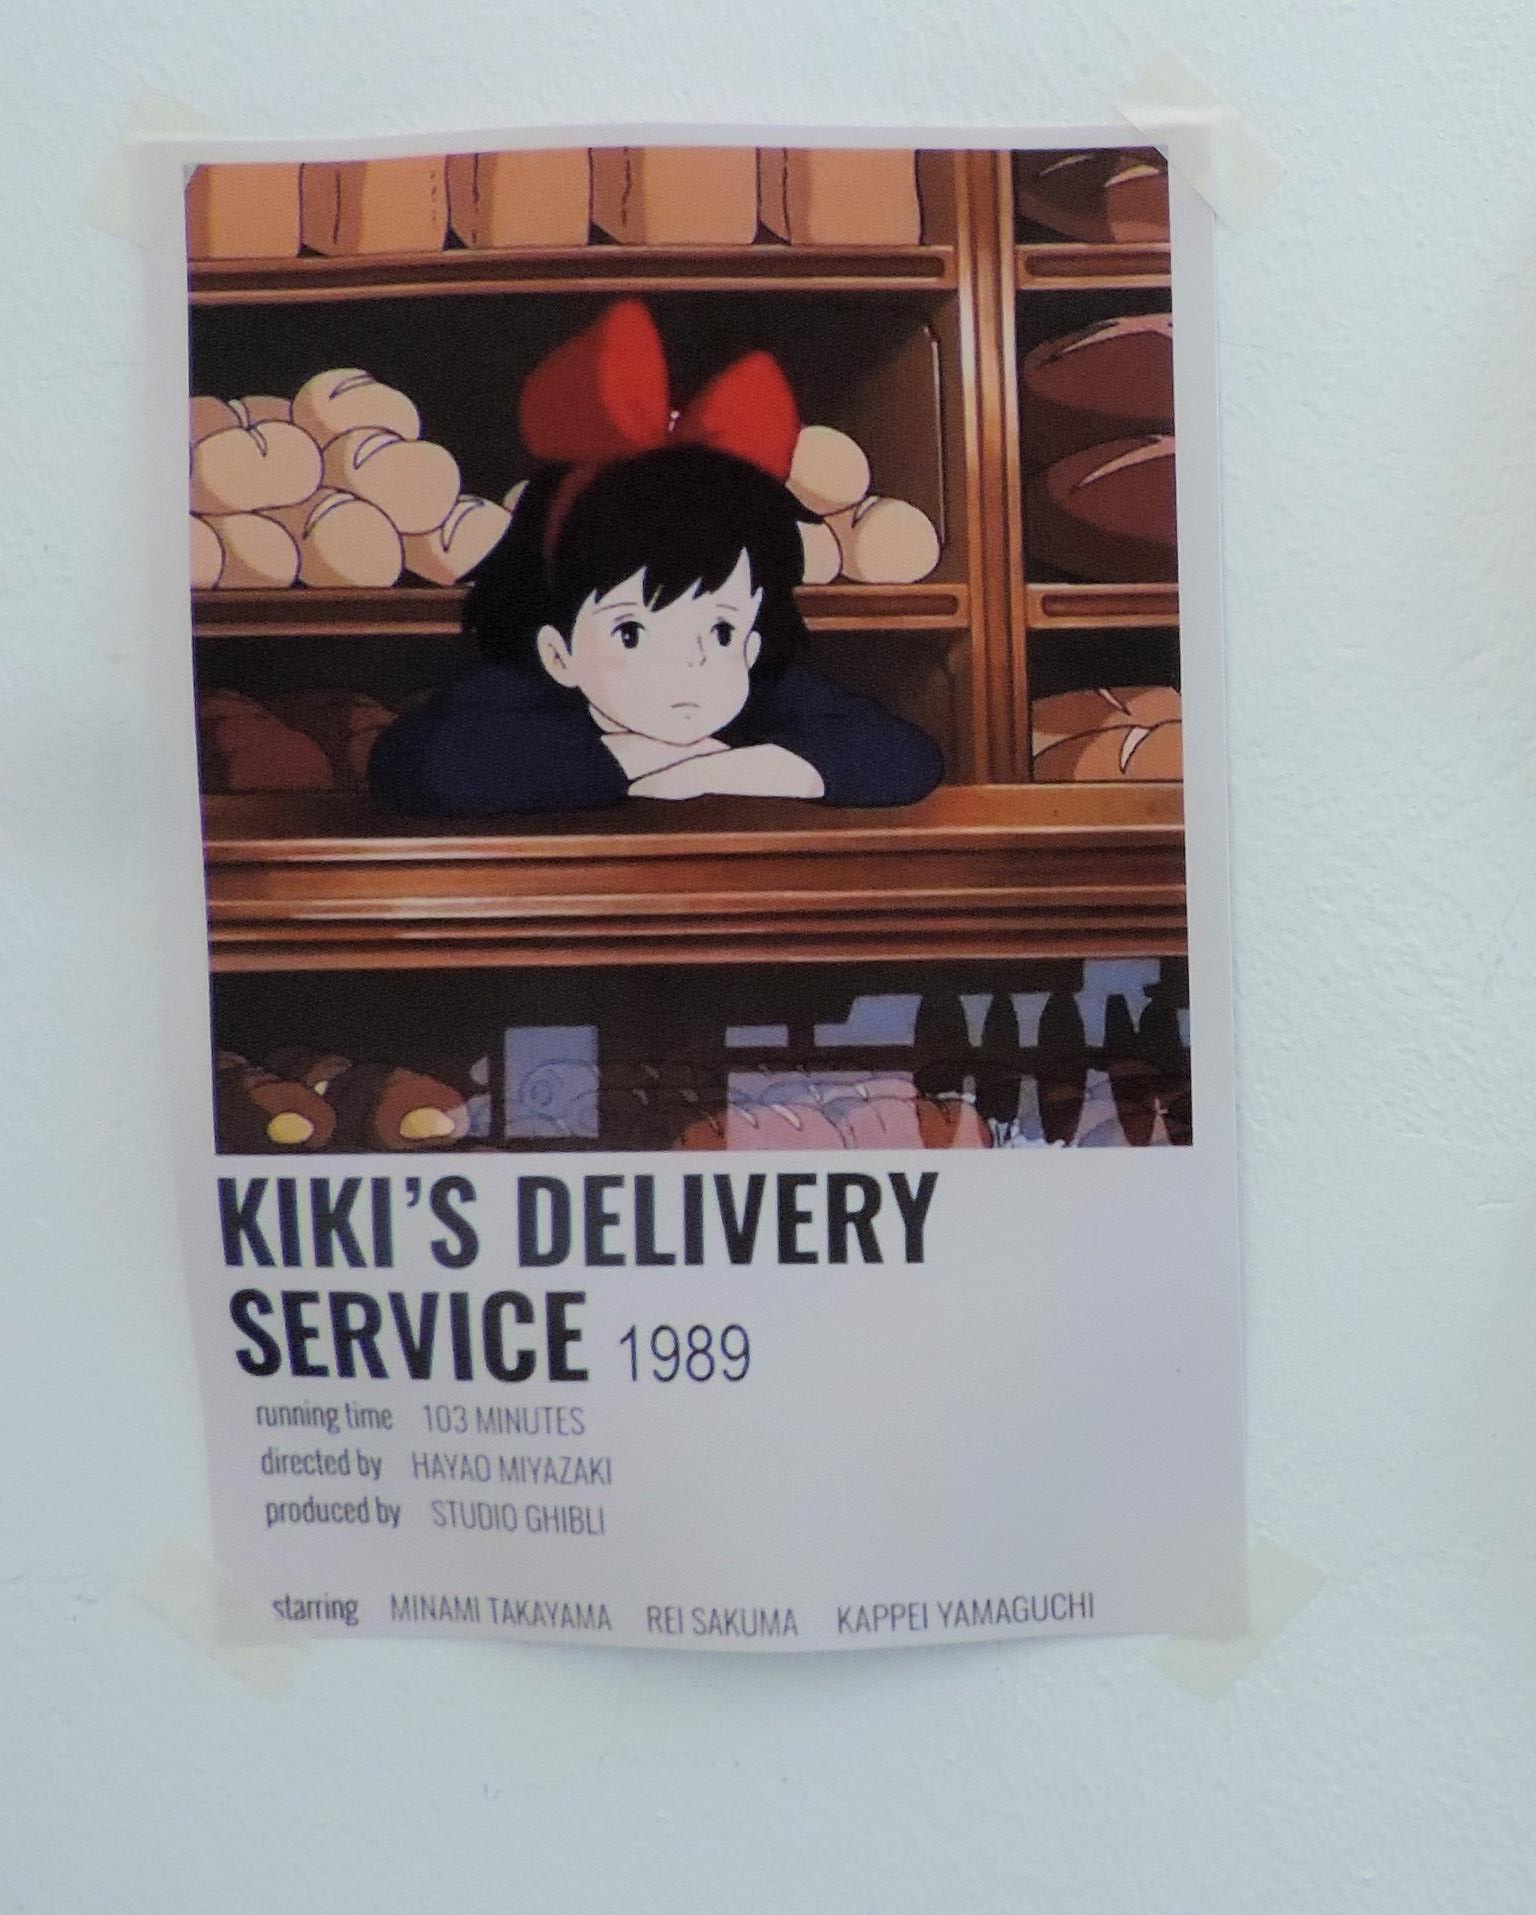 KIKI'S DELIVERY
SERVICE 1989
running time 103 MINUTES
directed by HAYAO MIYAZAKI
produced by STUDIO GHIBLI
starring MINAMI TAKAYAMA REI SAKUMA KAPPEI YAMAGUCHI